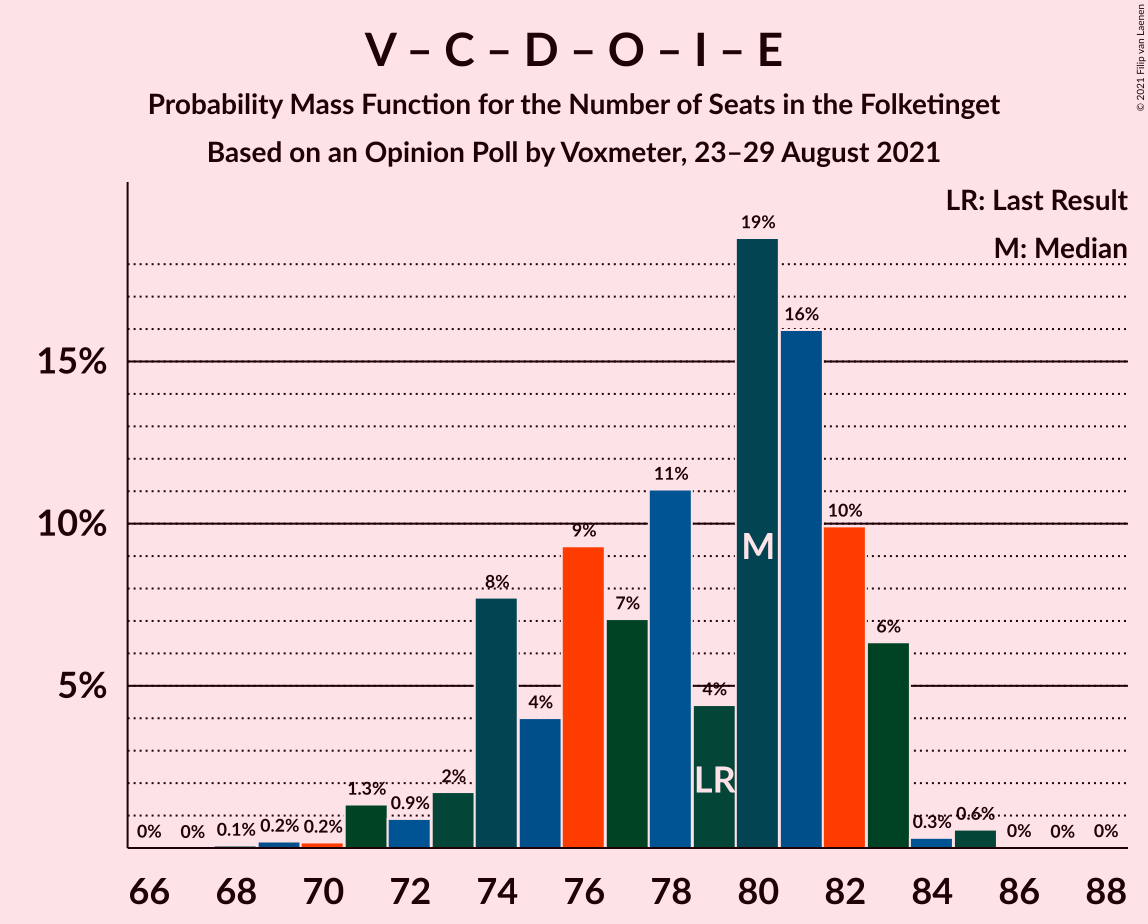 V – C – D – O – I – E
Probability Mass Function for the Number of Seats in the Folketinget
Based on an Opinion Poll by Voxmeter, 23–29 August 2021
© 2021 Filip van Laenen
LR: Last Result
M: Median
19%
16%
15%
11%
10%
10%
9%
8%
7%
6%
5%
4%
4%
2%
1.3%
0.9%
0.6%
0.3%
0% 0% 0.1% 0.2% 0.2% 0% 0% 0%
M
LR
66 68 70 72 74 76 78 80 82 84 86 88